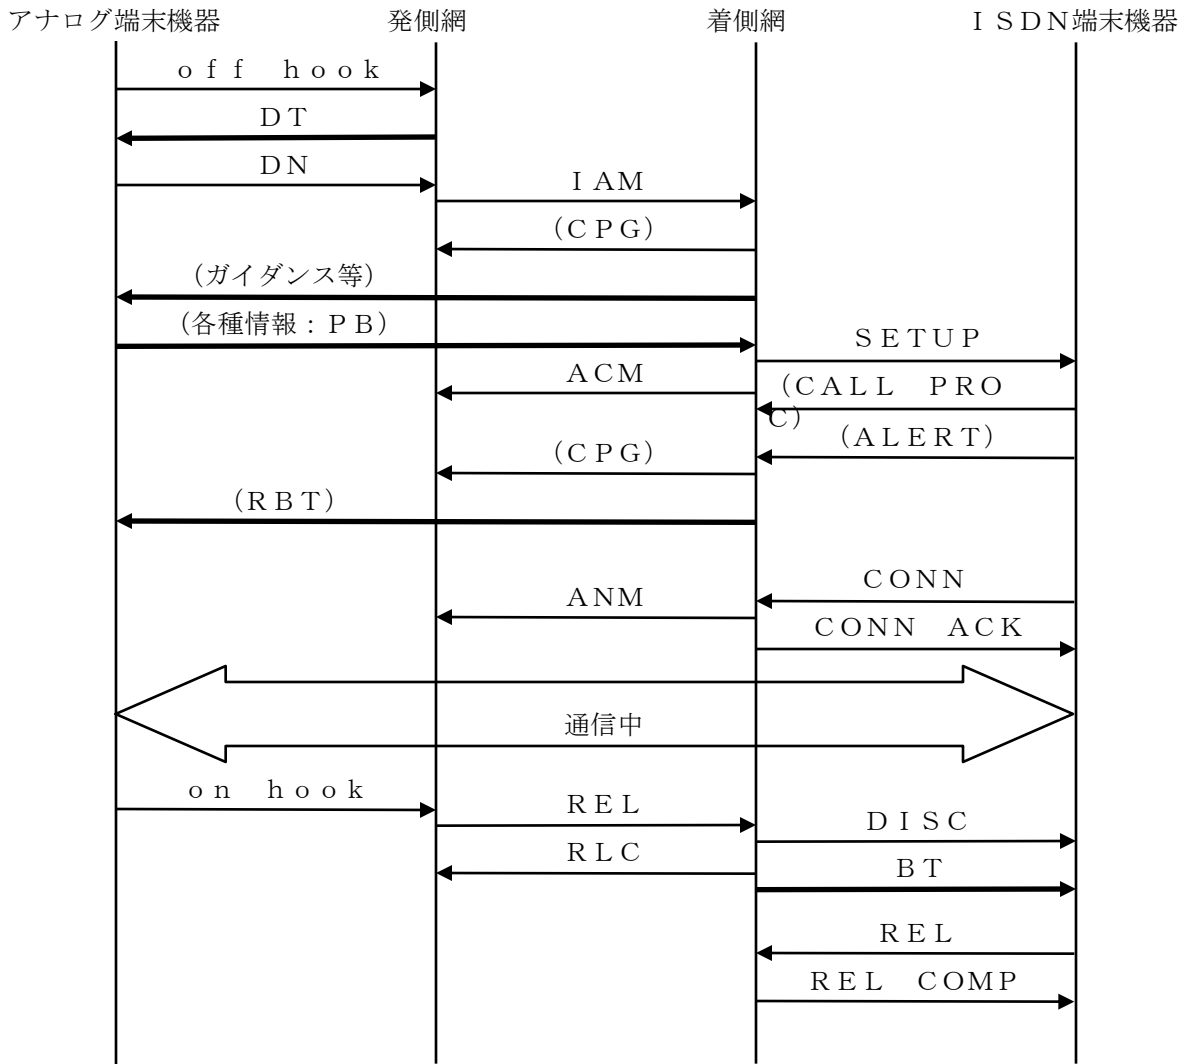 アナログ端末機器 発側網 着側網 ＩＳＤＮ端末機器
ｏｆｆ　ｈｏｏｋ
ＤＴ
ＤＮ
ＩＡＭ
（ＣＰＧ）
（ガイダンス等）
（各種情報：ＰＢ）
ＳＥＴＵＰ
ＡＣＭ
（ＣＡＬＬ　ＰＲＯ
Ｃ）
（ＡＬＥＲＴ）
（ＣＰＧ）
（ＲＢＴ）
ＣＯＮＮ
ＡＮＭ
ＣＯＮＮ　ＡＣＫ
通信中
ｏｎ　ｈｏｏｋ
ＲＥＬ
ＤＩＳＣ
ＲＬＣ
ＢＴ
ＲＥＬ
ＲＥＬ　ＣＯＭＰ